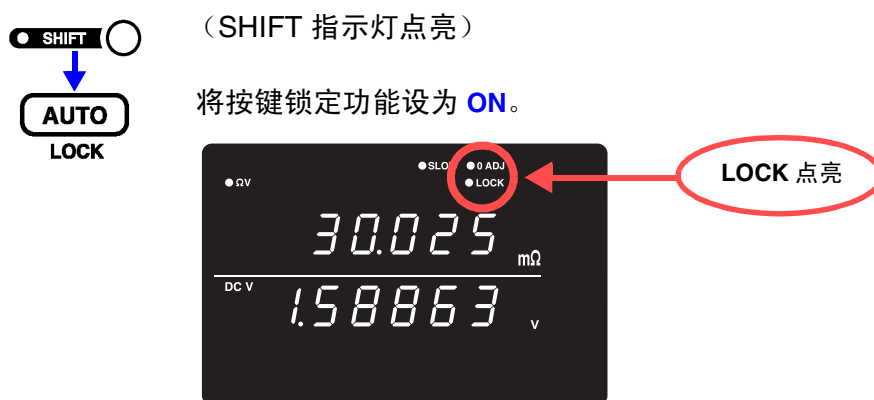 SHIFT
（SHIFT 指示灯点亮）
AUTO
LOCK
将按键锁定功能设为 ON。
SLO 0 ADJ
ΩV LOCK
LOCK 点亮
30.025 mΩ
DC V
1.58863 V